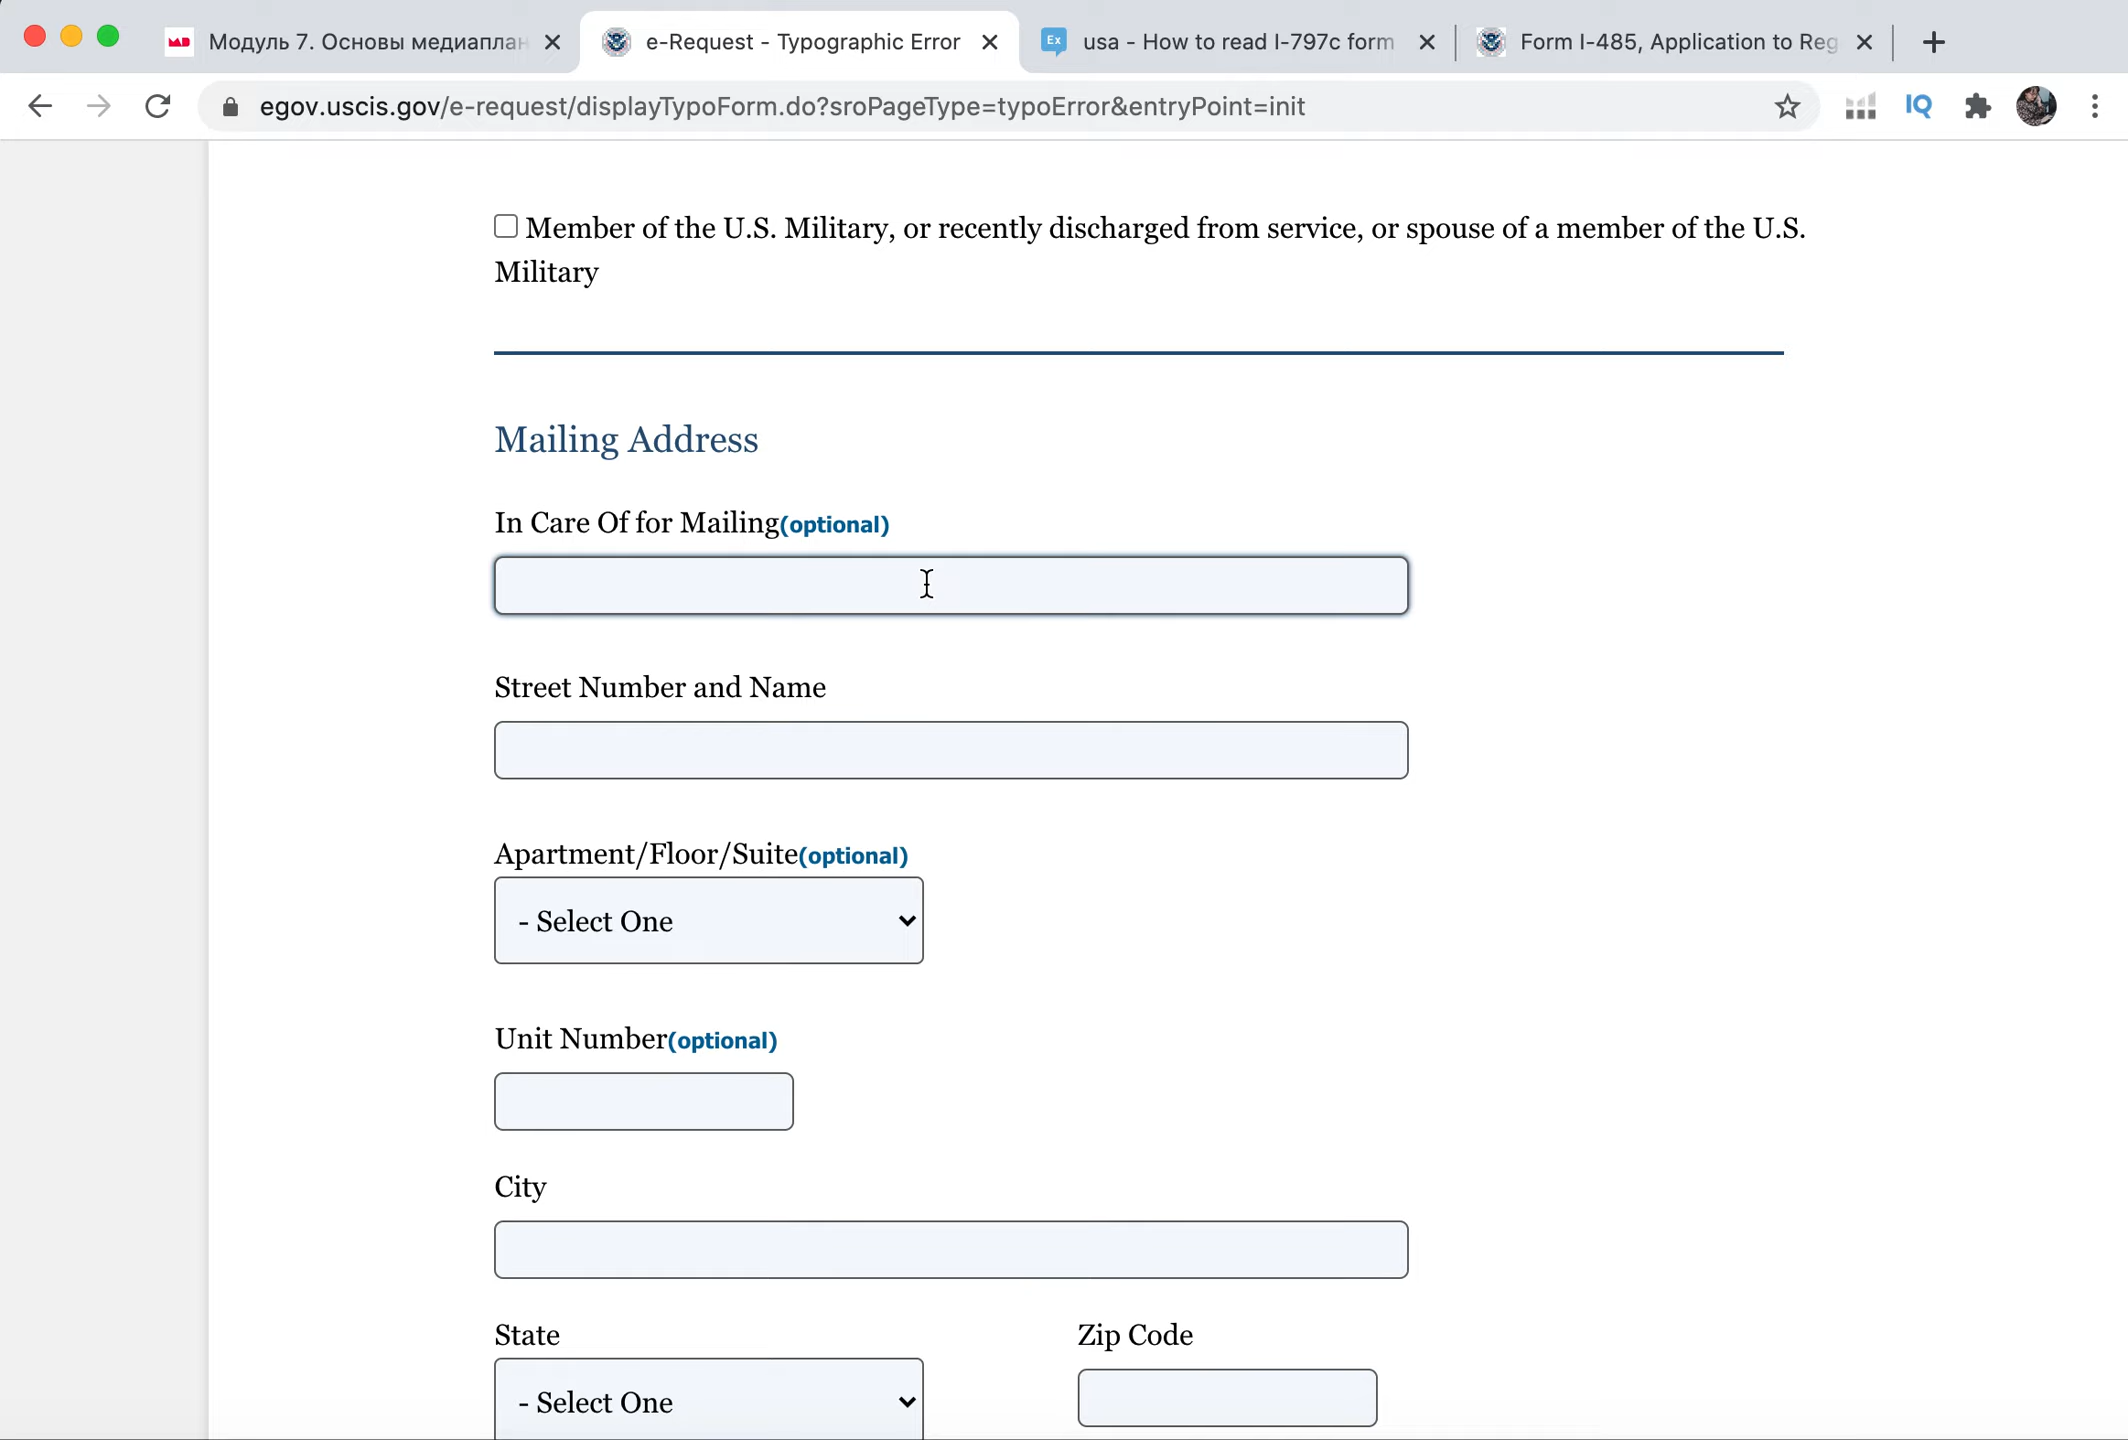 Модуль 7. Основы медиаплан
e-Request - Typographic Error
Ex
usa - How to read I-797c form
Form I-485, Application to Reg
egov.uscis.gov/e-request/displayTypoForm.do?sroPageType=typoError&entryPoint=init
IQ
Member of the U.S. Military, or recently discharged from service, or spouse of a member of the U.S.
Military
Mailing Address
In Care Of for Mailing(optional)
Street Number and Name
Apartment/Floor/Suite(optional)
- Select One
Unit Number(optional)
City
State
Zip Code
- Select One